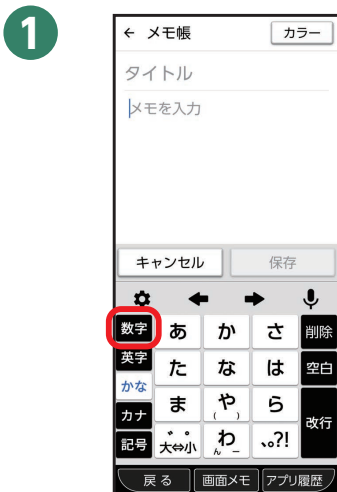 1
← メモ帳 カラー
タイトル
メモを入力
キャンセル 保存
数字 あ か さ 削除
英字 た な は 空白
かな
カナ ま や ( ) ら 改行
記号 大⇔小 ゛ ゜ わ ん ー 、。?!
戻る 画面メモ アプリ履歴